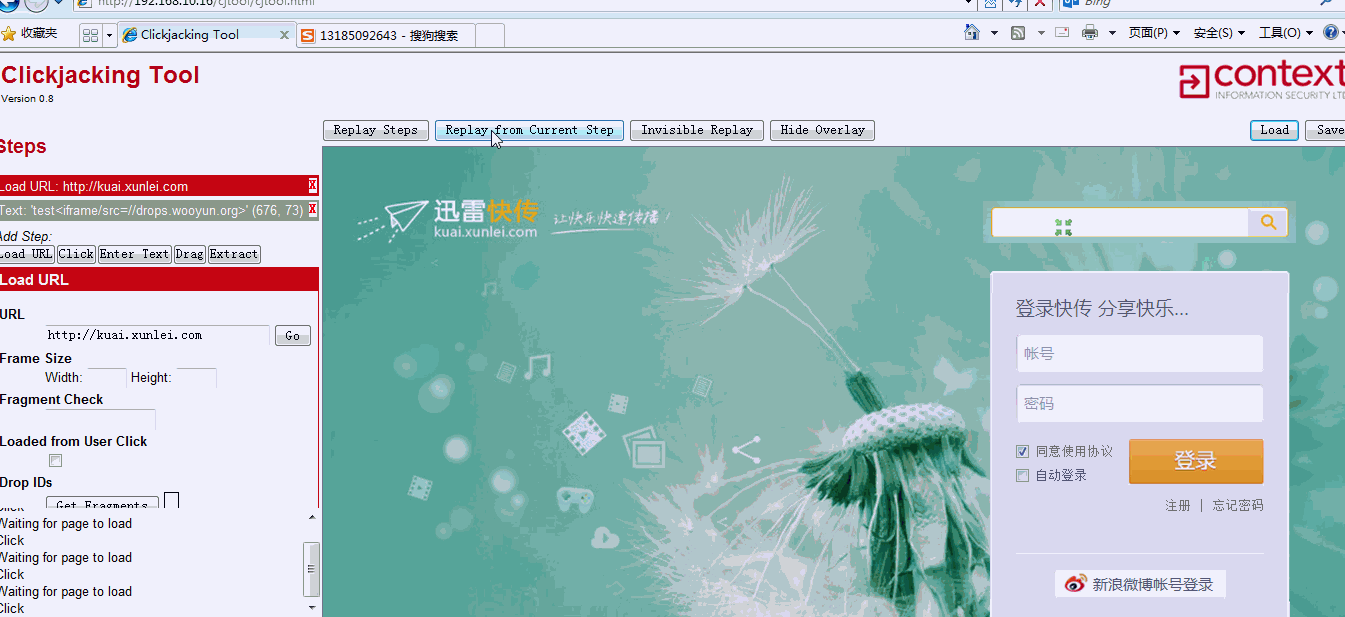 http://192.168.10.16/cjtool/cjtool.html
Bing
收藏夹
Clickjacking Tool
13185092643 - 搜狗搜索
页面(P)
安全(S)
工具(O)
Clickjacking Tool
Version 0.8
context
INFORMATION SECURITY LTD
Replay Steps
Replay from Current Step
Invisible Replay
Hide Overlay
Load
Save
Steps
Load URL: http://kuai.xunlei.com
X
Text: 'test<iframe/src=//drops.wooyun.org>' (676, 73)
X
Add Step:
Load URL
Click
Enter Text
Drag
Extract
Load URL
URL
http://kuai.xunlei.com
Go
Frame Size
Width:
Height:
Fragment Check
Loaded from User Click
Drop IDs
Get Fragments
Click
Waiting for page to load
Click
Waiting for page to load
Click
Waiting for page to load
Click
迅雷快传
kuai.xunlei.com
让快乐快速传播!
登录快传 分享快乐...
帐号
密码
同意使用协议
自动登录
登录
注册 | 忘记密码
新浪微博帐号登录